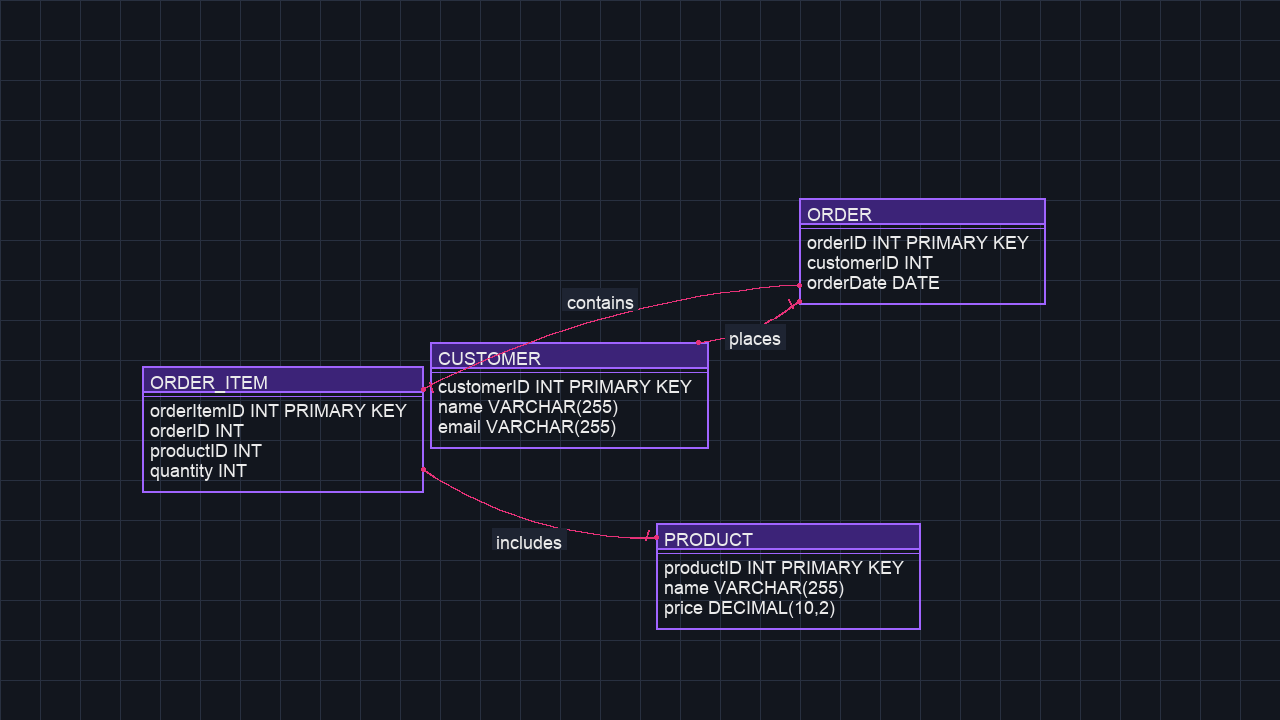 ORDER
orderID INT PRIMARY KEY
customerID INT
orderDate DATE
contains
places
CUSTOMER
customerID INT PRIMARY KEY
name VARCHAR(255)
email VARCHAR(255)
ORDER_ITEM
orderItemID INT PRIMARY KEY
orderID INT
productID INT
quantity INT
includes
PRODUCT
productID INT PRIMARY KEY
name VARCHAR(255)
price DECIMAL(10,2)